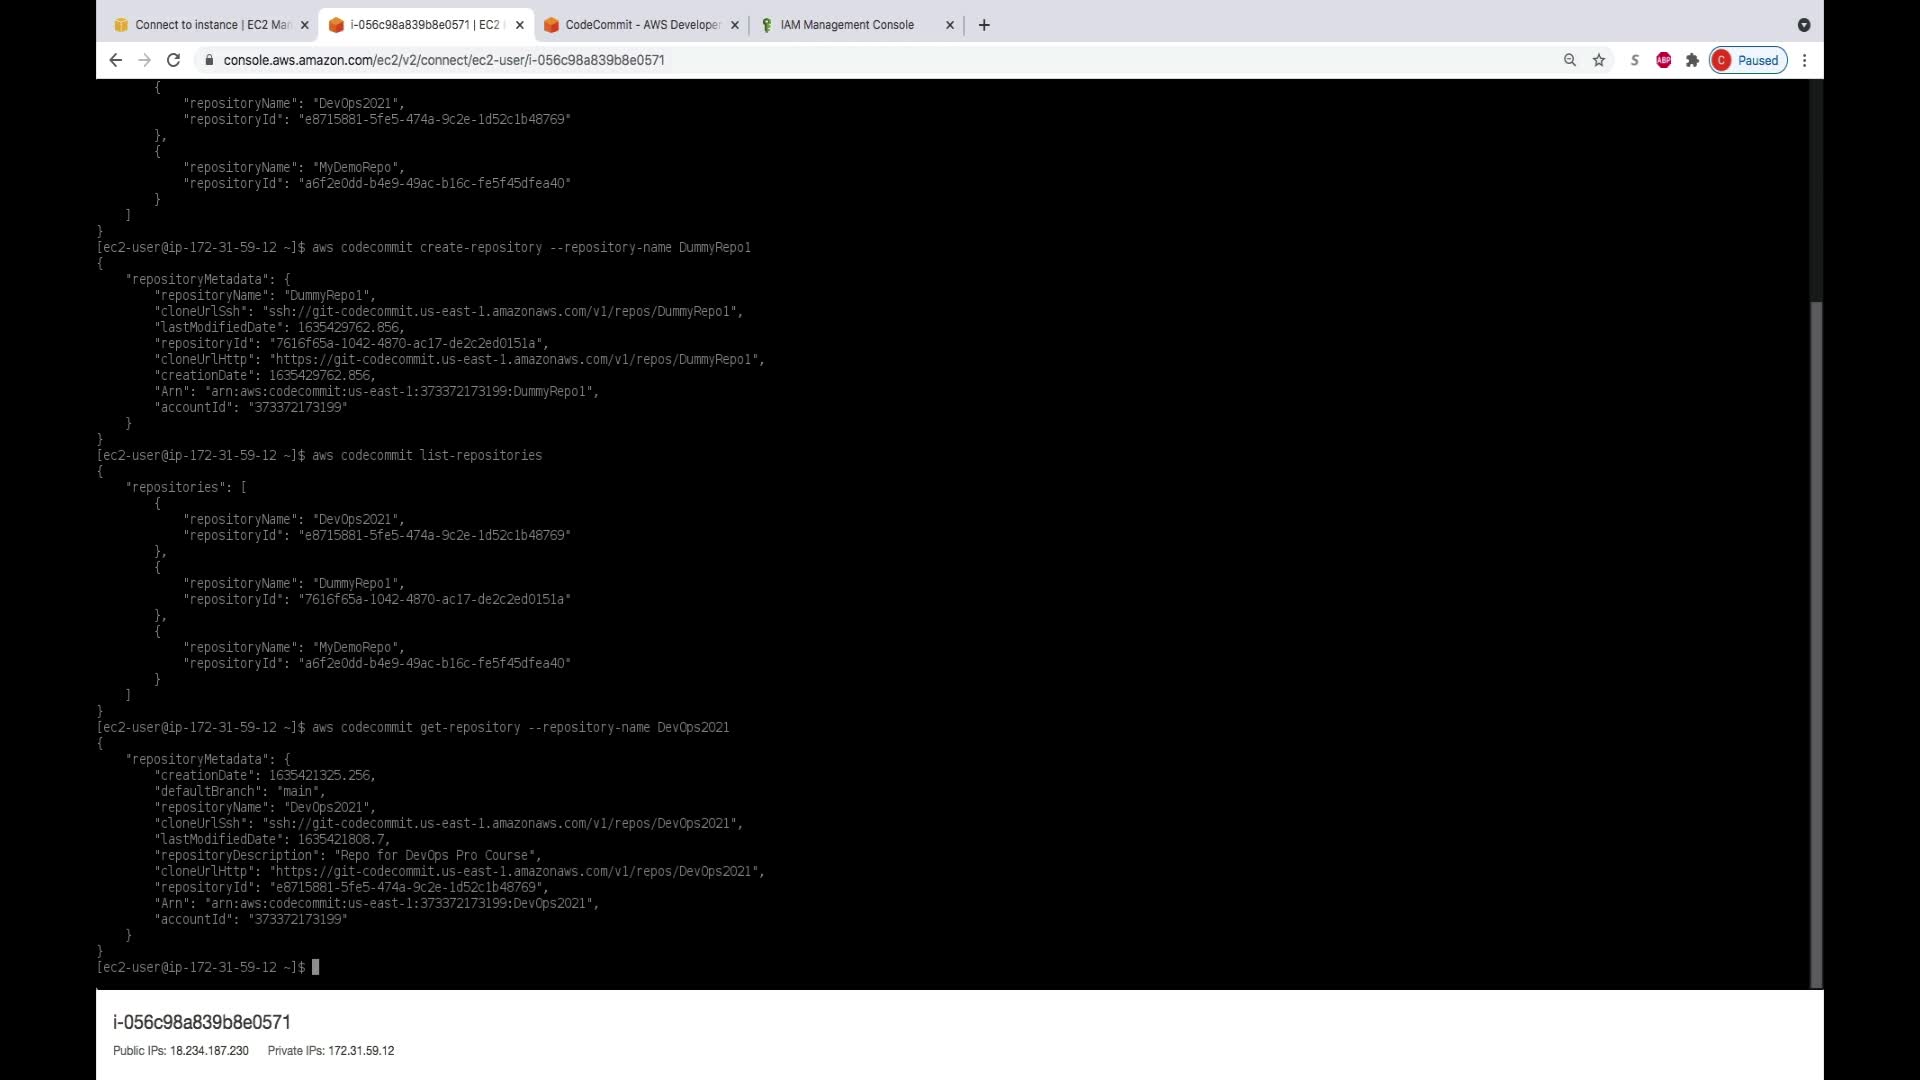 Connect to instance | EC2 Man
i-056c98a839b8e0571 | EC2
CodeCommit - AWS Developer
IAM Management Console
console.aws.amazon.com/ec2/v2/connect/ec2-user/i-056c98a839b8e0571
S
ABP
C
Paused
{
"repositoryName": "DevOps2021",
"repositoryId": "e8715881-5fe5-474a-9c2e-1d52c1b48769"
},
{
"repositoryName": "MyDemoRepo",
"repositoryId": "a6f2e0dd-b4e9-49ac-b16c-fe5f45dfea40"
}
]
}
[ec2-user@ip-172-31-59-12 ~]$ aws codecommit create-repository --repository-name DummyRepo1
{
"repositoryMetadata": {
"repositoryName": "DummyRepo1",
"cloneUrlSsh": "ssh://git-codecommit.us-east-1.amazonaws.com/v1/repos/DummyRepo1",
"lastModifiedDate": 1635429762.856,
"repositoryId": "7616f65a-1042-4870-ac17-de2c2ed0151a",
"cloneUrlHttp": "https://git-codecommit.us-east-1.amazonaws.com/v1/repos/DummyRepo1",
"creationDate": 1635429762.856,
"Arn": "arn:aws:codecommit:us-east-1:373372173199:DummyRepo1",
"accountId": "373372173199"
}
}
[ec2-user@ip-172-31-59-12 ~]$ aws codecommit list-repositories
{
"repositories": [
{
"repositoryName": "DevOps2021",
"repositoryId": "e8715881-5fe5-474a-9c2e-1d52c1b48769"
},
{
"repositoryName": "DummyRepo1",
"repositoryId": "7616f65a-1042-4870-ac17-de2c2ed0151a"
},
{
"repositoryName": "MyDemoRepo",
"repositoryId": "a6f2e0dd-b4e9-49ac-b16c-fe5f45dfea40"
}
]
}
[ec2-user@ip-172-31-59-12 ~]$ aws codecommit get-repository --repository-name DevOps2021
{
"repositoryMetadata": {
"creationDate": 1635421325.256,
"defaultBranch": "main",
"repositoryName": "DevOps2021",
"cloneUrlSsh": "ssh://git-codecommit.us-east-1.amazonaws.com/v1/repos/DevOps2021",
"lastModifiedDate": 1635421808.7,
"repositoryDescription": "Repo for DevOps Pro Course",
"cloneUrlHttp": "https://git-codecommit.us-east-1.amazonaws.com/v1/repos/DevOps2021",
"repositoryId": "e8715881-5fe5-474a-9c2e-1d52c1b48769",
"Arn": "arn:aws:codecommit:us-east-1:373372173199:DevOps2021",
"accountId": "373372173199"
}
}
[ec2-user@ip-172-31-59-12 ~]$
i-056c98a839b8e0571
Public IPs: 18.234.187.230 Private IPs: 172.31.59.12